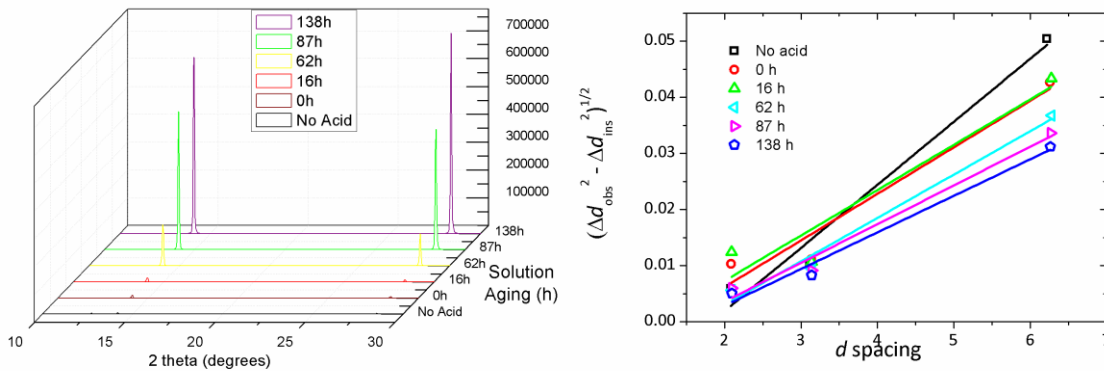 138h
87h
62h
16h
0h
No Acid
700000
600000
500000
400000
300000
200000
100000
138h
87h
62h
16h
0h
No Acid
Solution
Aging (h)
10
15
20
25
30
2 theta (degrees)
(Δd_obs^2 - Δd_ins^2)^1/2
0.05
0.04
0.03
0.02
0.01
0.00
No acid
0 h
16 h
62 h
87 h
138 h
2
3
4
5
6
7
d spacing